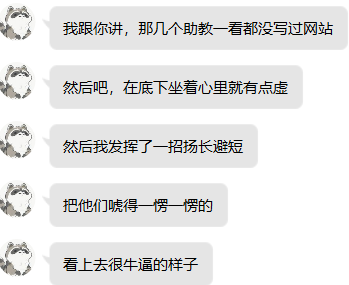 我跟你讲，那几个助教一看都没写过网站
然后吧，在底下坐着心里就有点虚
然后我发挥了一招扬长避短
把他们唬得一愣一愣的
看上去很牛逼的样子